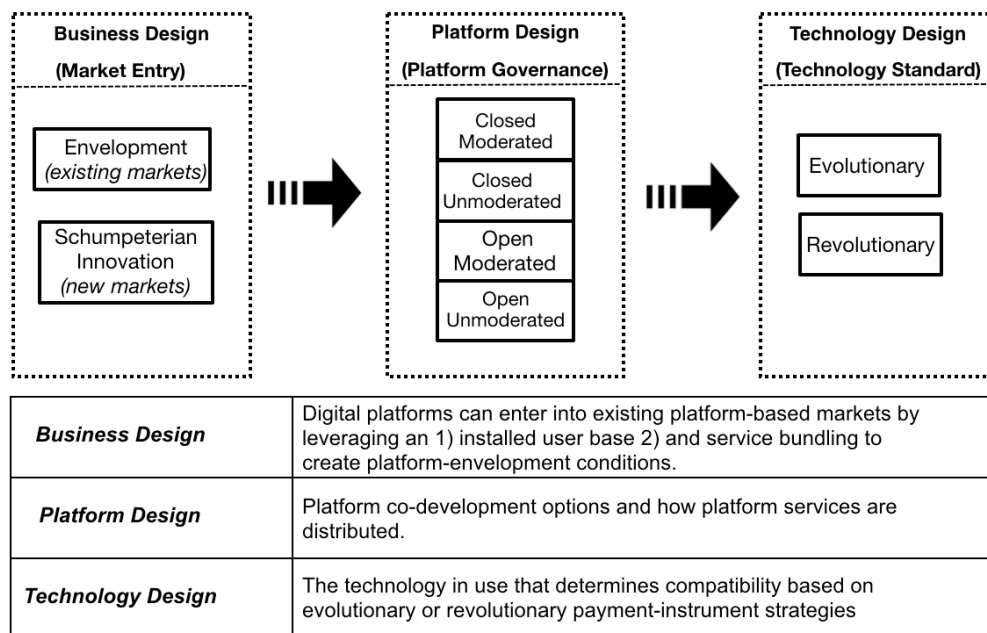 Business Design
(Market Entry)
Envelopment
(existing markets)
Schumpeterian
Innovation
(new markets)
Platform Design
(Platform Governance)
Closed
Moderated
Closed
Unmoderated
Open
Moderated
Open
Unmoderated
Technology Design
(Technology Standard)
Evolutionary
Revolutionary
Business Design
Digital platforms can enter into existing platform-based markets by
leveraging an 1) installed user base 2) and service bundling to
create platform-envelopment conditions.
Platform Design
Platform co-development options and how platform services are
distributed.
Technology Design
The technology in use that determines compatibility based on
evolutionary or revolutionary payment-instrument strategies